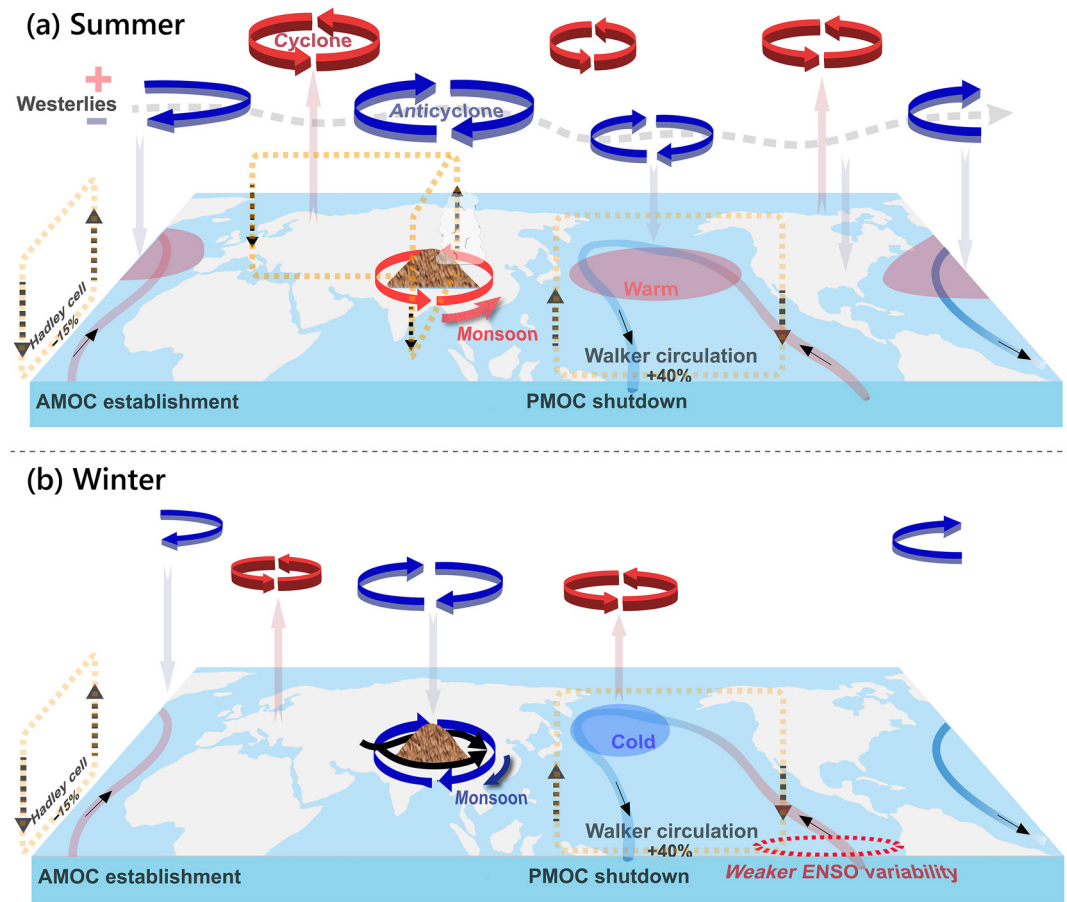 (a) Summer
Cyclone
+
Westerlies
–
Anticyclone
Hadley cell
–15%
Monsoon
Warm
Walker circulation
+40%
AMOC establishment
PMOC shutdown
(b) Winter
Hadley cell
–15%
Monsoon
Cold
Walker circulation
+40%
AMOC establishment
PMOC shutdown
Weaker ENSO variability